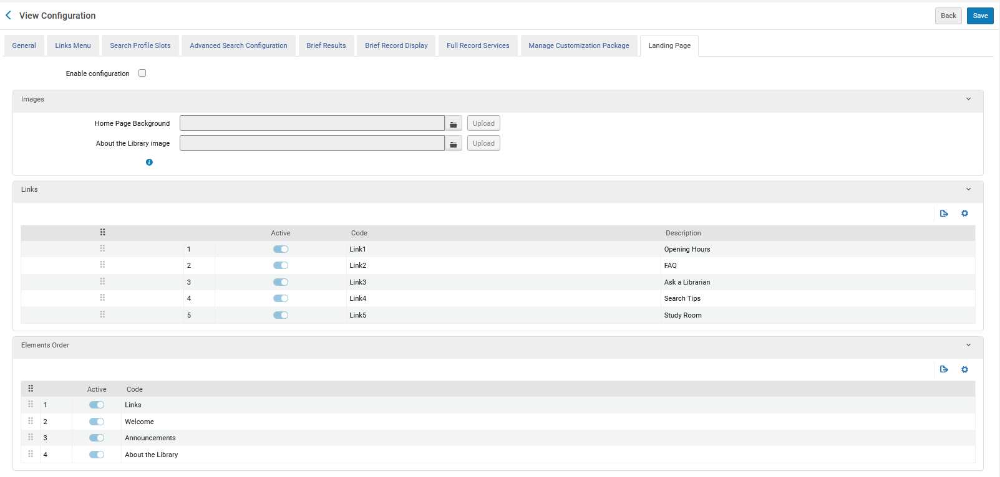 View Configuration
Back Save
General Links Menu Search Profile Slots Advanced Search Configuration Brief Results Brief Record Display Full Record Services Manage Customization Package Landing Page
Enable configuration
Images
Home Page Background Upload
About the Library image Upload
Links
Active Code Description
1 Link1 Opening Hours
2 Link2 FAQ
3 Link3 Ask a Librarian
4 Link4 Search Tips
5 Link5 Study Room
Elements Order
Active Code
1 Links
2 Welcome
3 Announcements
4 About the Library